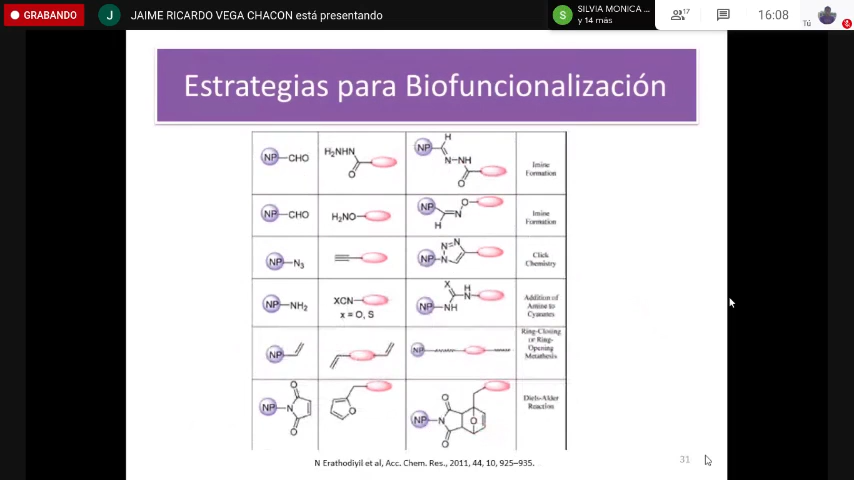 GRABANDO
J
JAIME RICARDO VEGA CHACON está presentando
S
SILVIA MONICA ...
y 14 más
17
16:08
Tú
Estrategias para Biofuncionalización
NP CHO
H₂NHN
O
NP H N NH O
Imine
Formation
NP CHO
H₂NO
NP O N H
Imine
Formation
NP N₃
NP N N N
Click
Chemistry
NP NH₂
XCN
x = O, S
X H N NP NH
Addition of
Amine to
Cyanates
NP
NP
Ring-Closing
or Ring-
Opening
Metathesis
NP N O O
O
NP N O O O
Diels-Alder
Reaction
N Erathodiyil et al, Acc. Chem. Res., 2011, 44, 10, 925–935.
31